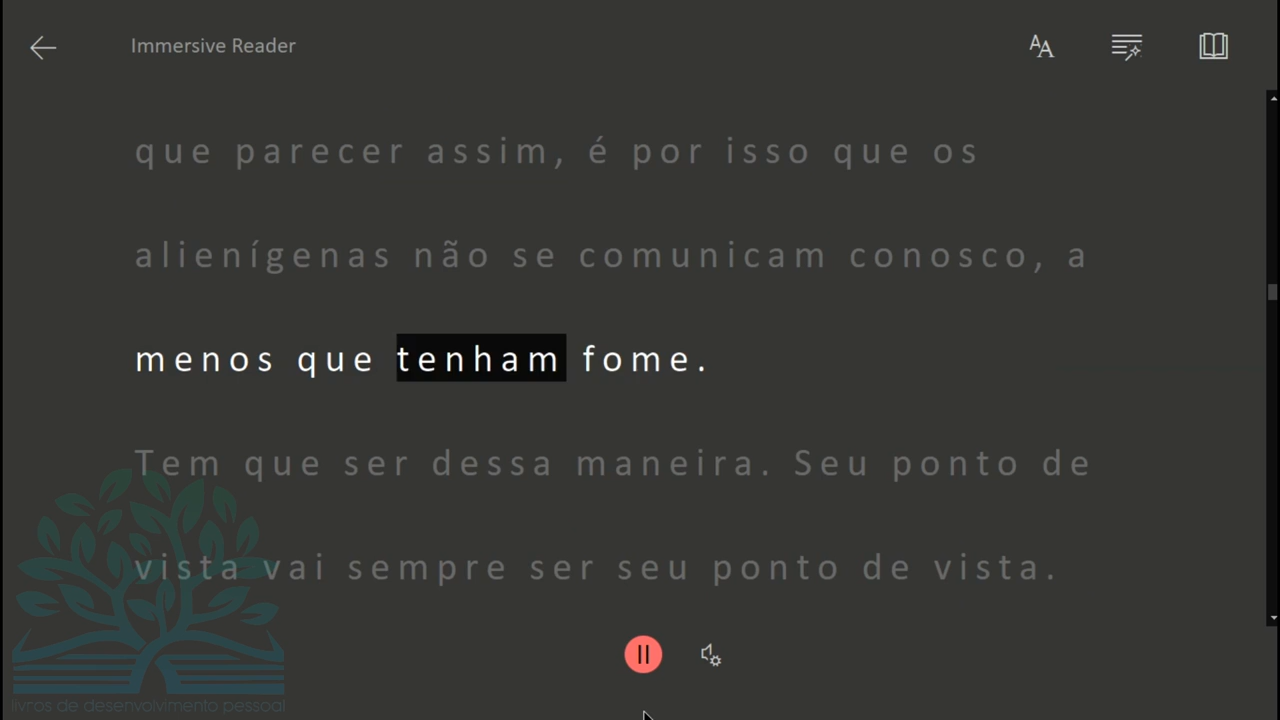 Immersive Reader
que parecer assim, é por isso que os
alienígenas não se comunicam conosco, a
menos que tenham fome.
Tem que ser dessa maneira. Seu ponto de
vista vai sempre ser seu ponto de vista.
livros de desenvolvimento pessoal